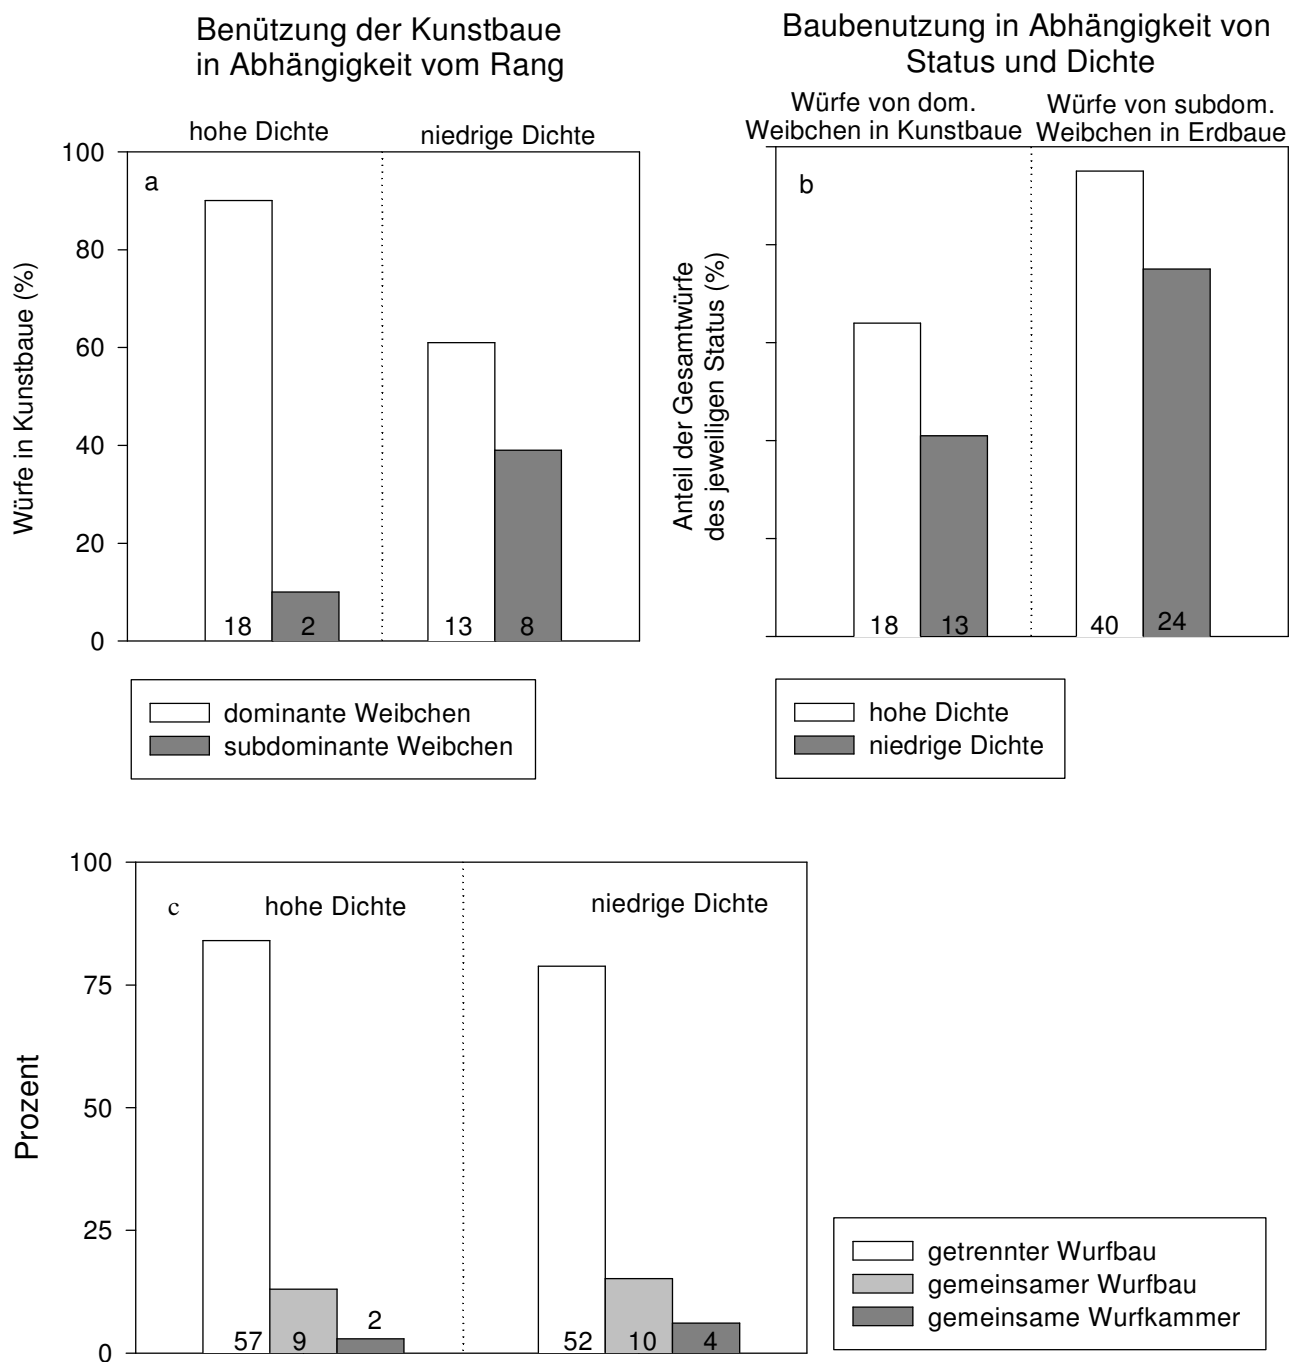 Benützung der Kunstbaue
in Abhängigkeit vom Rang
hohe Dichte
niedrige Dichte
100
80
60
40
20
0
Würfe in Kunstbaue (%)
a
18
2
13
8
dominante Weibchen
subdominante Weibchen
Baubenutzung in Abhängigkeit von
Status und Dichte
Würfe von dom.
Weibchen in Kunstbaue
Würfe von subdom.
Weibchen in Erdbaue
Anteil der Gesamtwürfe
des jeweiligen Status (%)
b
18
13
40
24
hohe Dichte
niedrige Dichte
100
75
50
25
0
Prozent
c
hohe Dichte
niedrige Dichte
57
9
2
52
10
4
getrennter Wurfbau
gemeinsamer Wurfbau
gemeinsame Wurfkammer